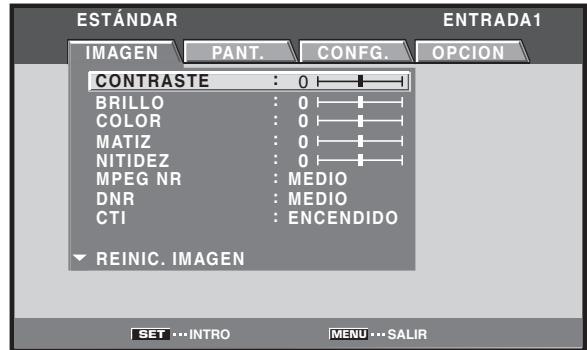 ESTÁNDAR ENTRADA1
IMAGEN PANT. CONFG. OPCION
CONTRASTE : 0
BRILLO : 0
COLOR : 0
MATIZ : 0
NITIDEZ : 0
MPEG NR : MEDIO
DNR : MEDIO
CTI : ENCENDIDO
REINIC. IMAGEN
SET ··· INTRO MENU ··· SALIR